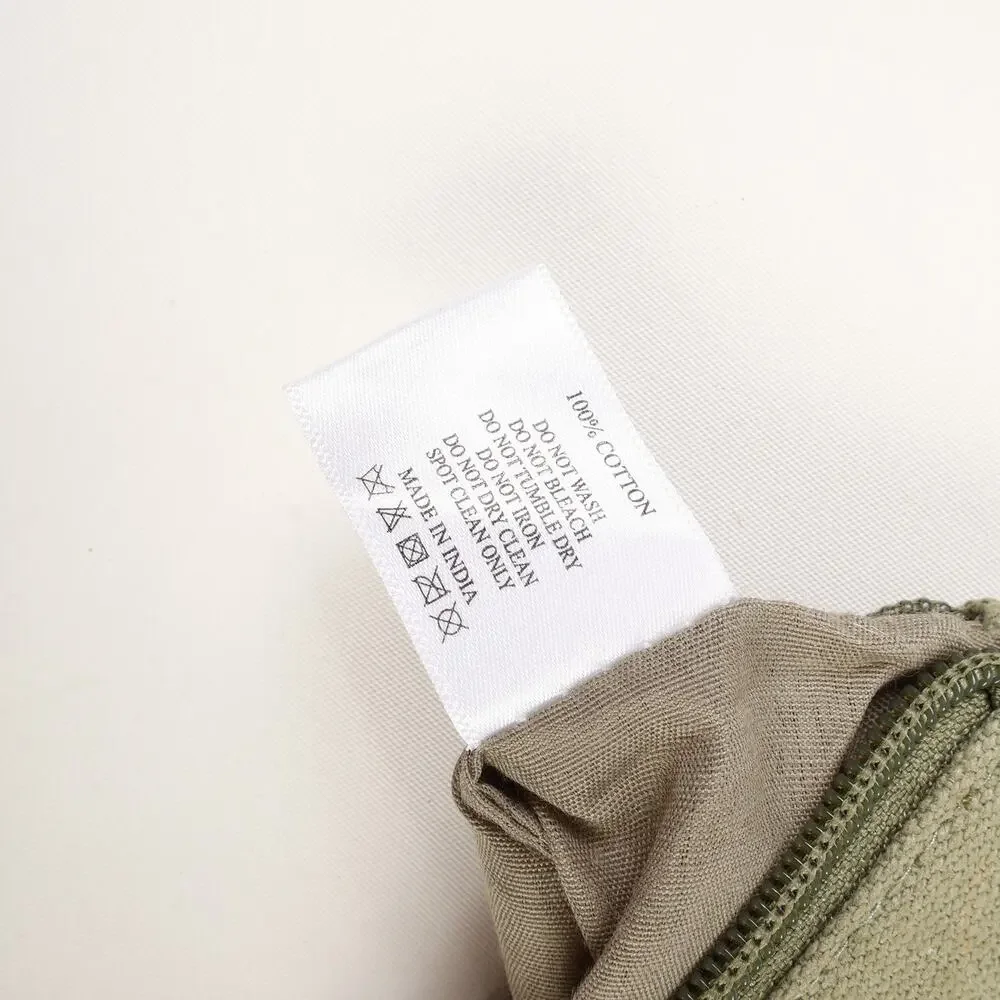 100% COTTON
DO NOT WASH
DO NOT BLEACH
DO NOT TUMBLE DRY
DO NOT IRON
DO NOT DRY CLEAN
SPOT CLEAN ONLY
MADE IN INDIA